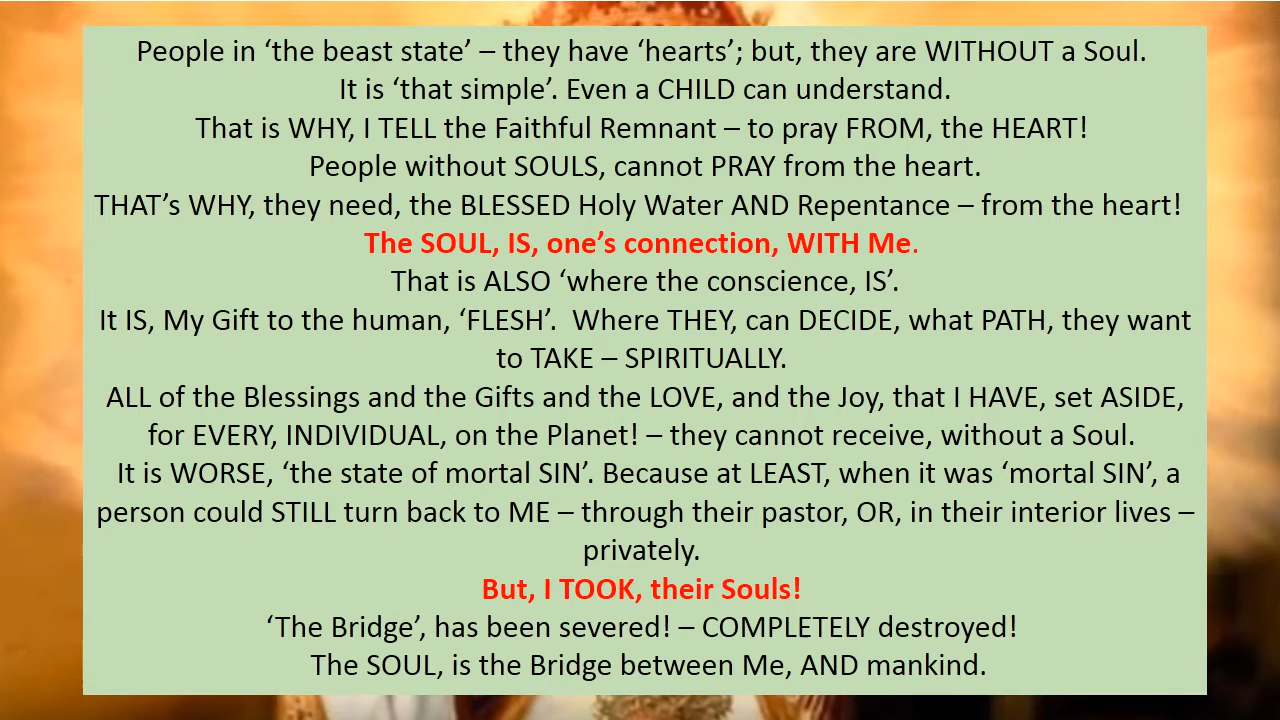 People in ‘the beast state’ – they have ‘hearts’; but, they are WITHOUT a Soul.
It is ‘that simple’. Even a CHILD can understand.
That is WHY, I TELL the Faithful Remnant – to pray FROM, the HEART!
People without SOULS, cannot PRAY from the heart.
THAT’s WHY, they need, the BLESSED Holy Water AND Repentance – from the heart!
The SOUL, IS, one’s connection, WITH Me.
That is ALSO ‘where the conscience, IS’.
It IS, My Gift to the human, ‘FLESH’.  Where THEY, can DECIDE, what PATH, they want
to TAKE – SPIRITUALLY.
ALL of the Blessings and the Gifts and the LOVE, and the Joy, that I HAVE, set ASIDE,
for EVERY, INDIVIDUAL, on the Planet! – they cannot receive, without a Soul.
It is WORSE, ‘the state of mortal SIN’. Because at LEAST, when it was ‘mortal SIN’, a
person could STILL turn back to ME – through their pastor, OR, in their interior lives –
privately.
But, I TOOK, their Souls!
‘The Bridge’, has been severed! – COMPLETELY destroyed!
The SOUL, is the Bridge between Me, AND mankind.